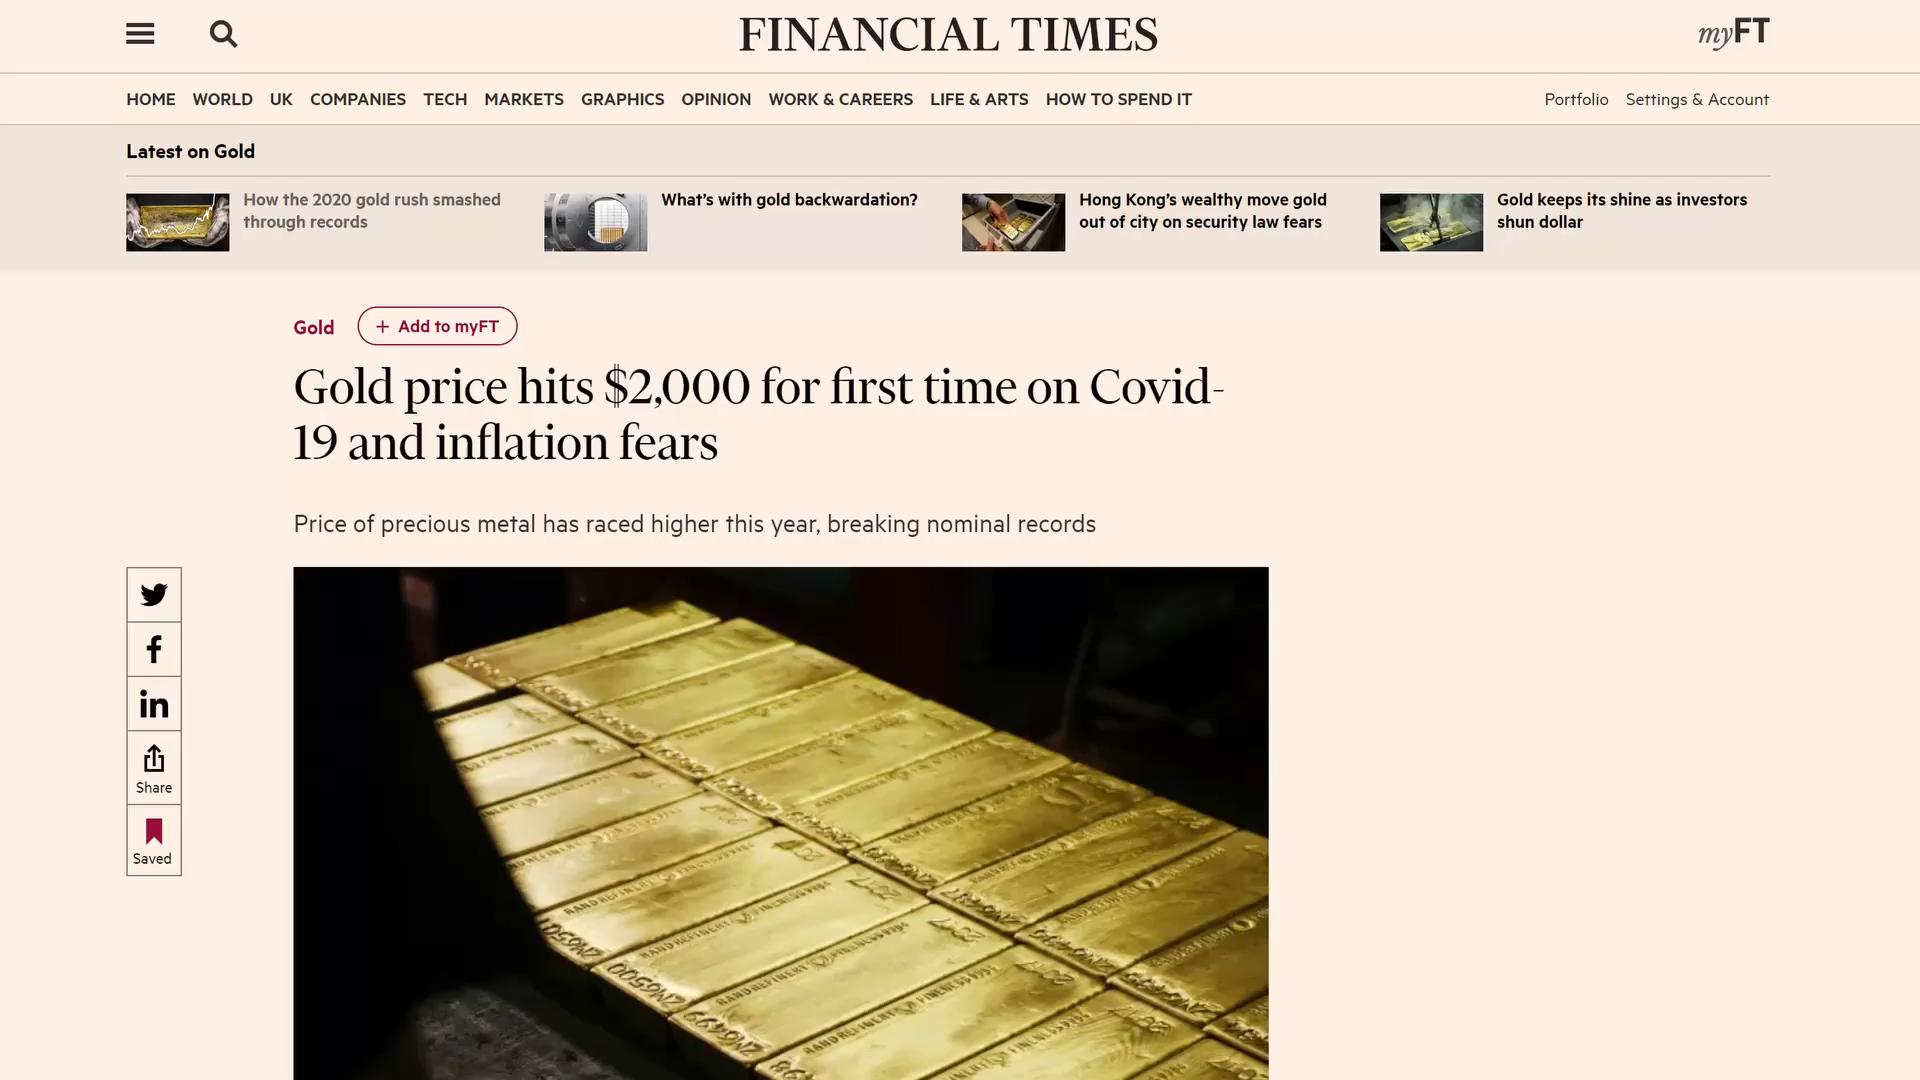 FINANCIAL TIMES
myFT
HOME WORLD UK COMPANIES TECH MARKETS GRAPHICS OPINION WORK & CAREERS LIFE & ARTS HOW TO SPEND IT
Portfolio Settings & Account
Latest on Gold
How the 2020 gold rush smashed
through records
What’s with gold backwardation?
Hong Kong’s wealthy move gold
out of city on security law fears
Gold keeps its shine as investors
shun dollar
Gold
+ Add to myFT
Gold price hits $2,000 for first time on Covid-
19 and inflation fears
Price of precious metal has raced higher this year, breaking nominal records
Share
Saved
RAND REFINERY
ZN6500
ZN6499